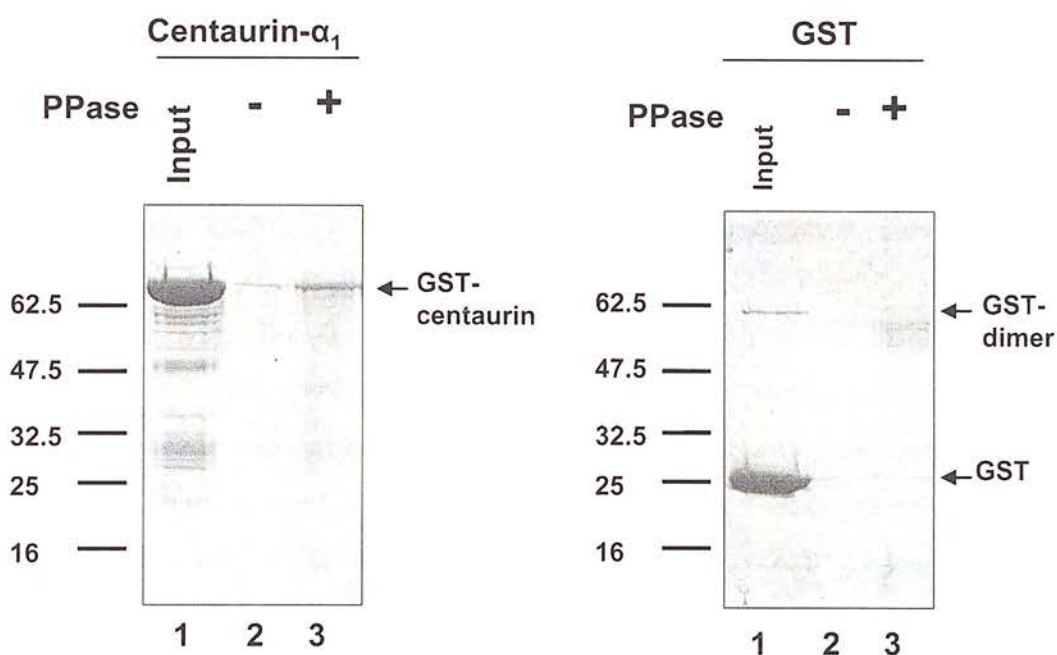 Centaurin-α₁
PPase - +
Input
62.5
47.5
32.5
25
16
GST-
centaurin
1 2 3
GST
PPase - +
Input
62.5
47.5
32.5
25
16
GST-
dimer
GST
1 2 3